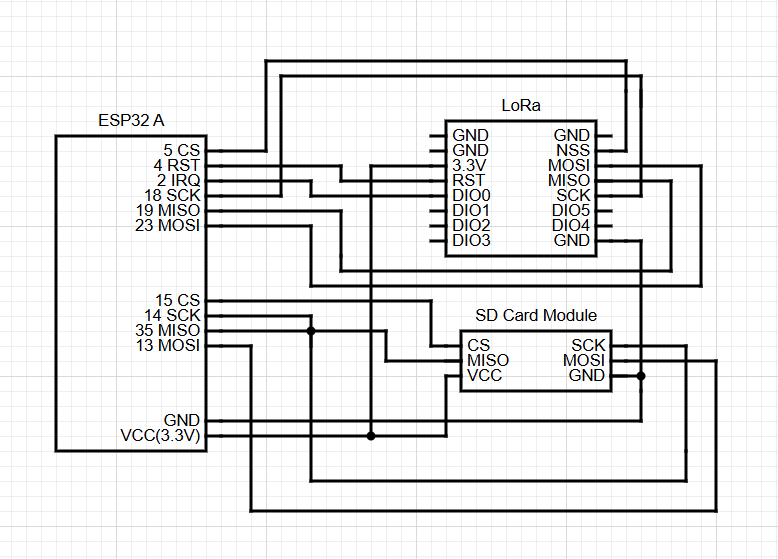 ESP32 A
5 CS
4 RST
2 IRQ
18 SCK
19 MISO
23 MOSI
15 CS
14 SCK
35 MISO
13 MOSI
GND
VCC(3.3V)
LoRa
GND
GND
3.3V
RST
DIO0
DIO1
DIO2
DIO3
GND
NSS
MOSI
MISO
SCK
DIO5
DIO4
GND
SD Card Module
CS
MISO
VCC
SCK
MOSI
GND